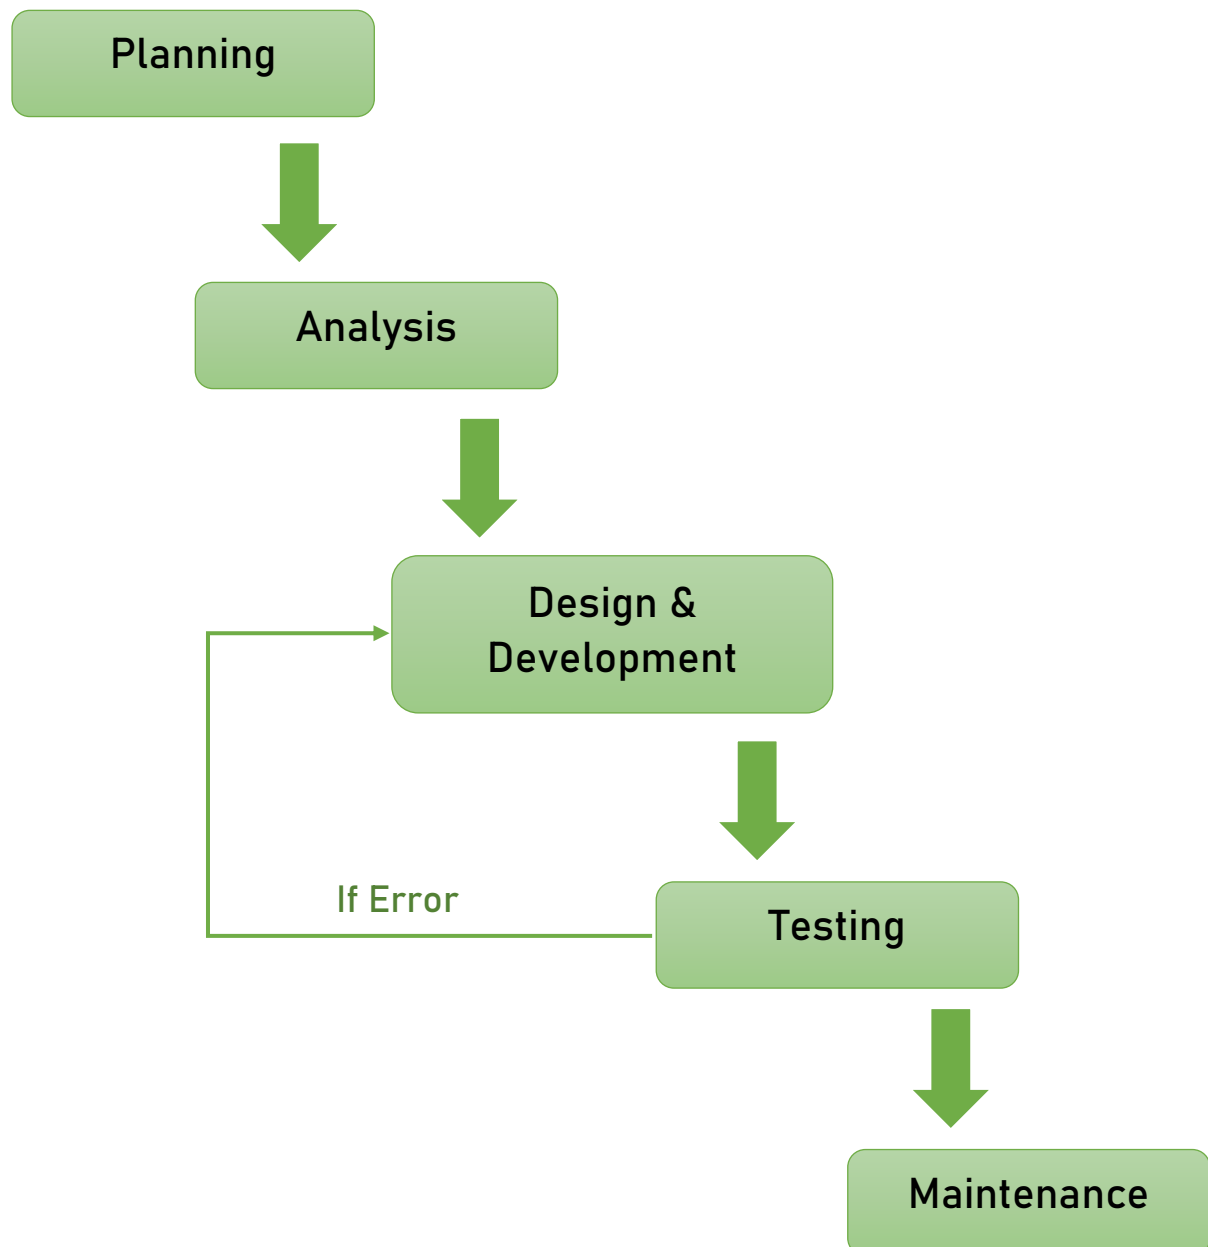 Planning
Analysis
Design &
Development
If Error
Testing
Maintenance